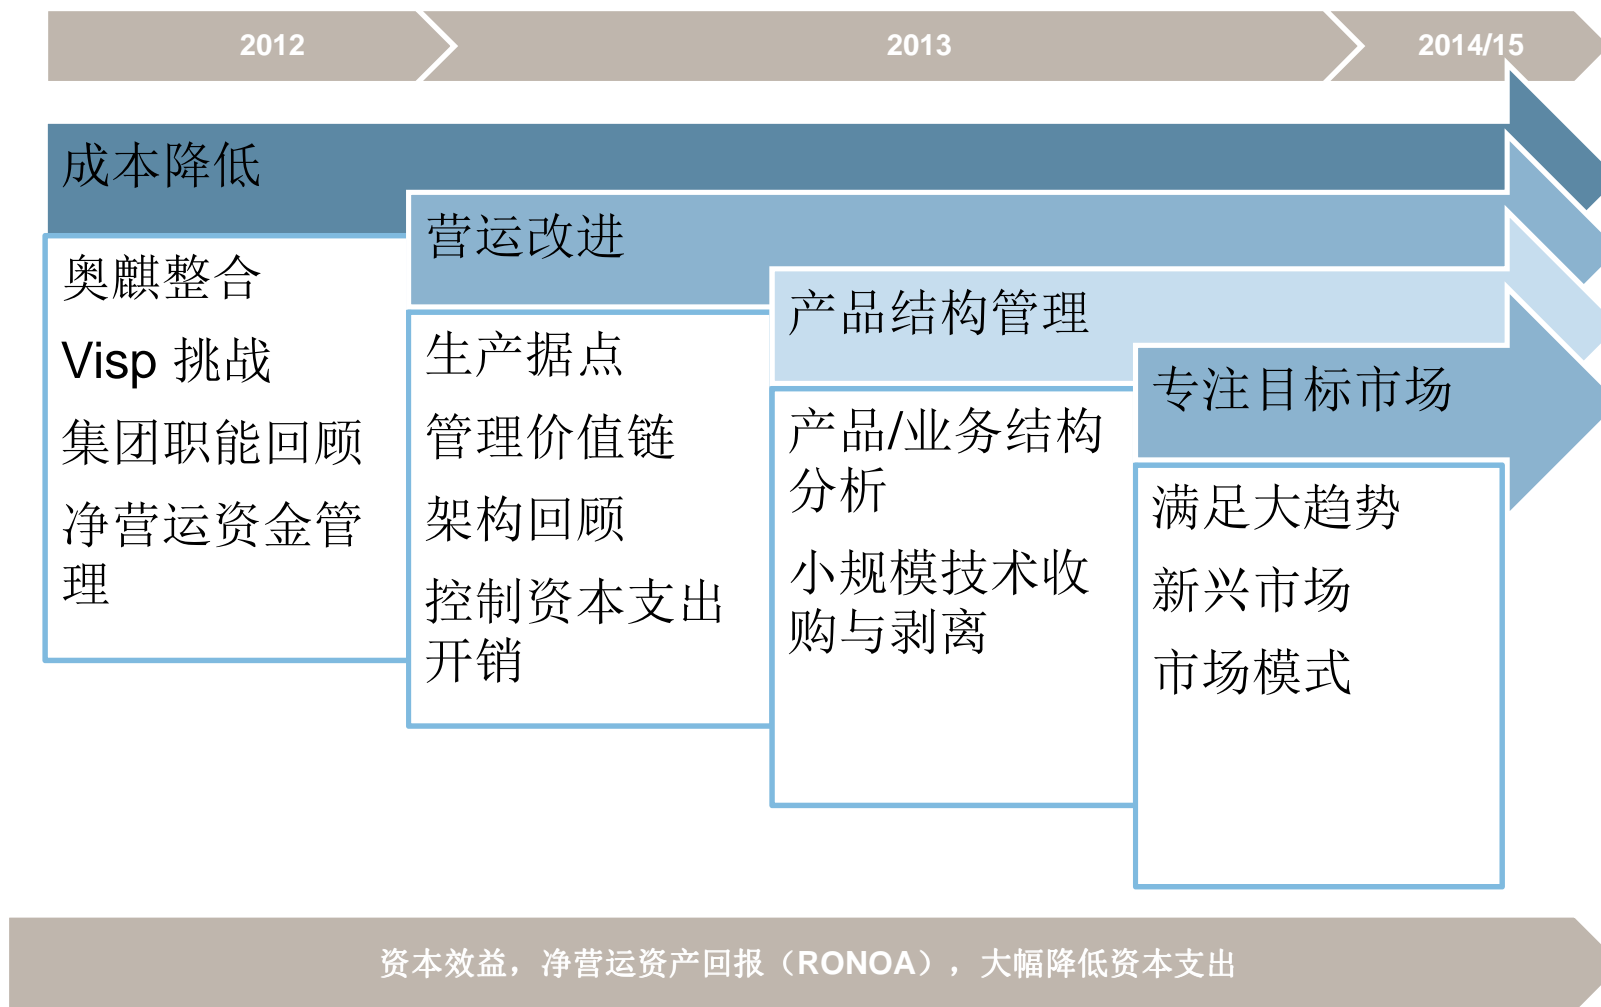 2012
2013
2014/15
成本降低
奥麒整合
Visp 挑战
集团职能回顾
净营运资金管
理
营运改进
生产据点
管理价值链
架构回顾
控制资本支出
开销
产品结构管理
产品/业务结构
分析
小规模技术收
购与剥离
专注目标市场
满足大趋势
新兴市场
市场模式
资本效益，净营运资产回报（RONOA），大幅降低资本支出